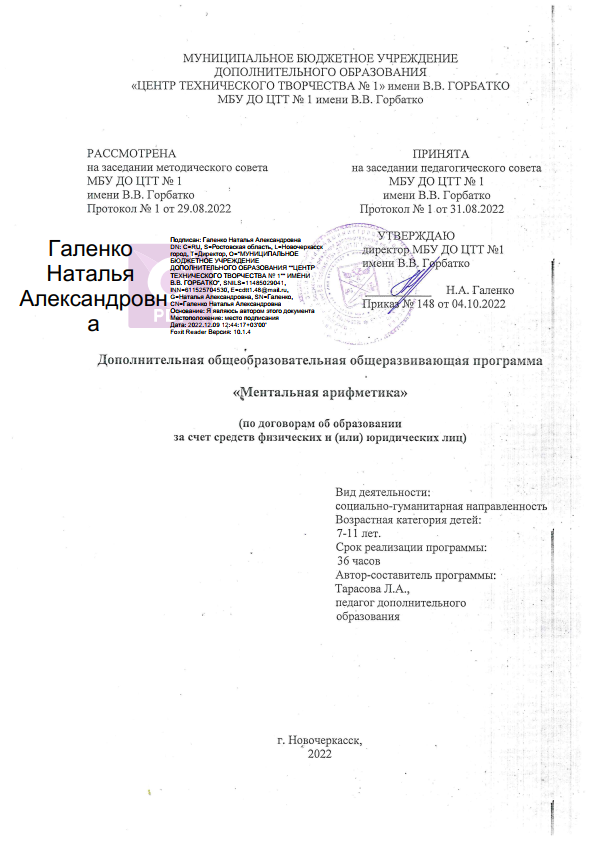 МУНИЦИПАЛЬНОЕ БЮДЖЕТНОЕ УЧРЕЖДЕНИЕ
ДОПОЛНИТЕЛЬНОГО ОБРАЗОВАНИЯ
«ЦЕНТР ТЕХНИЧЕСКОГО ТВОРЧЕСТВА № 1» имени В.В. ГОРБАТКО
МБУ ДО ЦТТ № 1 имени В.В. Горбатко
РАССМОТРЕНА
на заседании методического совета
МБУ ДО ЦТТ № 1
имени В.В. Горбатко
Протокол № 1 от 29.08.2022
ПРИНЯТА
на заседании педагогического совета
МБУ ДО ЦТТ № 1
имени В.В. Горбатко
Протокол № 1 от 31.08.2022
УТВЕРЖДАЮ
директор МБУ ДО ЦТТ №1
имени В.В. Горбатко
Н.А. Галенко
Приказ № 148 от 04.10.2022
Галенко
Наталья
Александровн
а
Подписан: Галенко Наталья Александровна
DN: C=RU, S=Ростовская область, L=Новочеркасск
город, T=Директор, O="МУНИЦИПАЛЬНОЕ
БЮДЖЕТНОЕ УЧРЕЖДЕНИЕ
ДОПОЛНИТЕЛЬНОГО ОБРАЗОВАНИЯ ""ЦЕНТР
ТЕХНИЧЕСКОГО ТВОРЧЕСТВА № 1"" ИМЕНИ
В.В. ГОРБАТКО", SNILS=11485029041,
INN=611525704530, E=cdtt1.48@mail.ru,
G=Наталья Александровна, SN=Галенко,
CN=Галенко Наталья Александровна
Основание: Я являюсь автором этого документа
Местоположение: место подписания
Дата: 2022.12.09 12:44:17+03'00'
Foxit Reader Версия: 10.1.4
Дополнительная общеобразовательная общеразвивающая программа
«Ментальная арифметика»
(по договорам об образовании
за счет средств физических и (или) юридических лиц)
Вид деятельности:
социально-гуманитарная направленность
Возрастная категория детей:
7-11 лет.
Срок реализации программы:
36 часов
Автор-составитель программы:
Тарасова Л.А.,
педагог дополнительного
образования
г. Новочеркасск,
2022